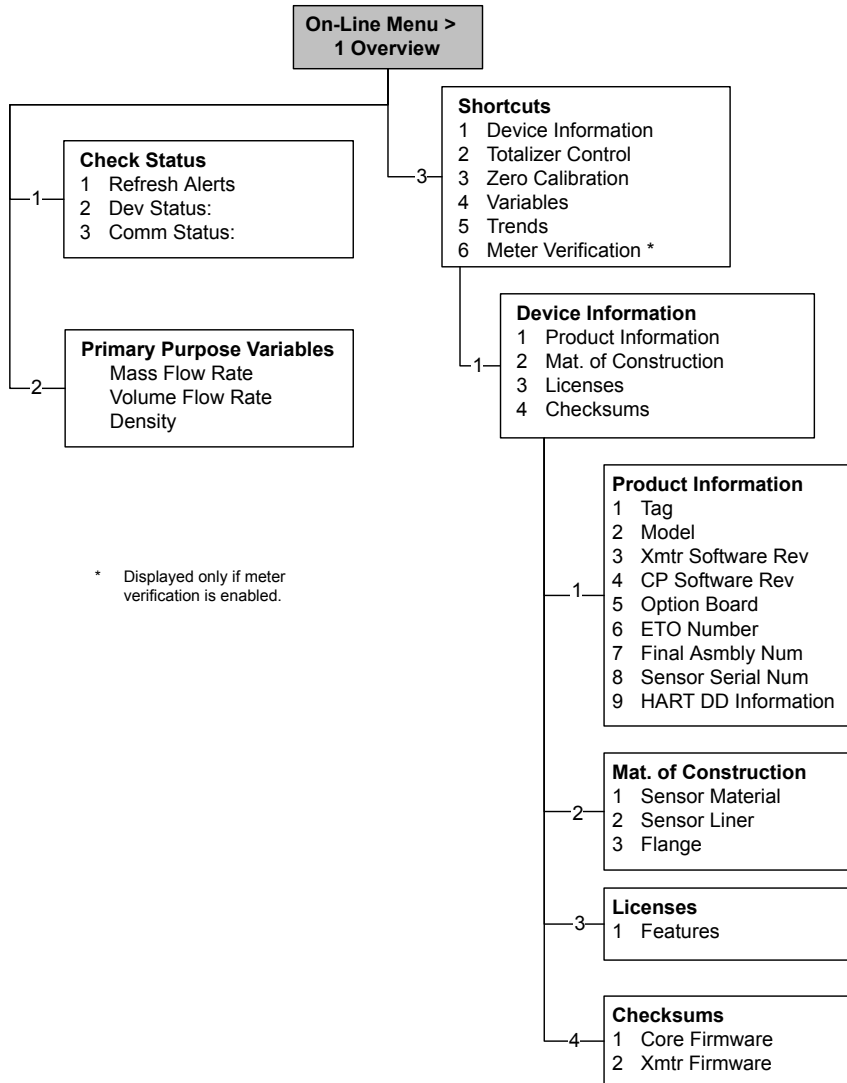 On-Line Menu >
1 Overview
Check Status
1 Refresh Alerts
2 Dev Status:
3 Comm Status:
1
Primary Purpose Variables
Mass Flow Rate
Volume Flow Rate
Density
2
Shortcuts
1 Device Information
2 Totalizer Control
3 Zero Calibration
4 Variables
5 Trends
6 Meter Verification *
3
Device Information
1 Product Information
2 Mat. of Construction
3 Licenses
4 Checksums
1
Product Information
1 Tag
2 Model
3 Xmtr Software Rev
4 CP Software Rev
5 Option Board
6 ETO Number
7 Final Asmbly Num
8 Sensor Serial Num
9 HART DD Information
1
Mat. of Construction
1 Sensor Material
2 Sensor Liner
3 Flange
2
Licenses
1 Features
3
Checksums
1 Core Firmware
2 Xmtr Firmware
4
* Displayed only if meter
verification is enabled.